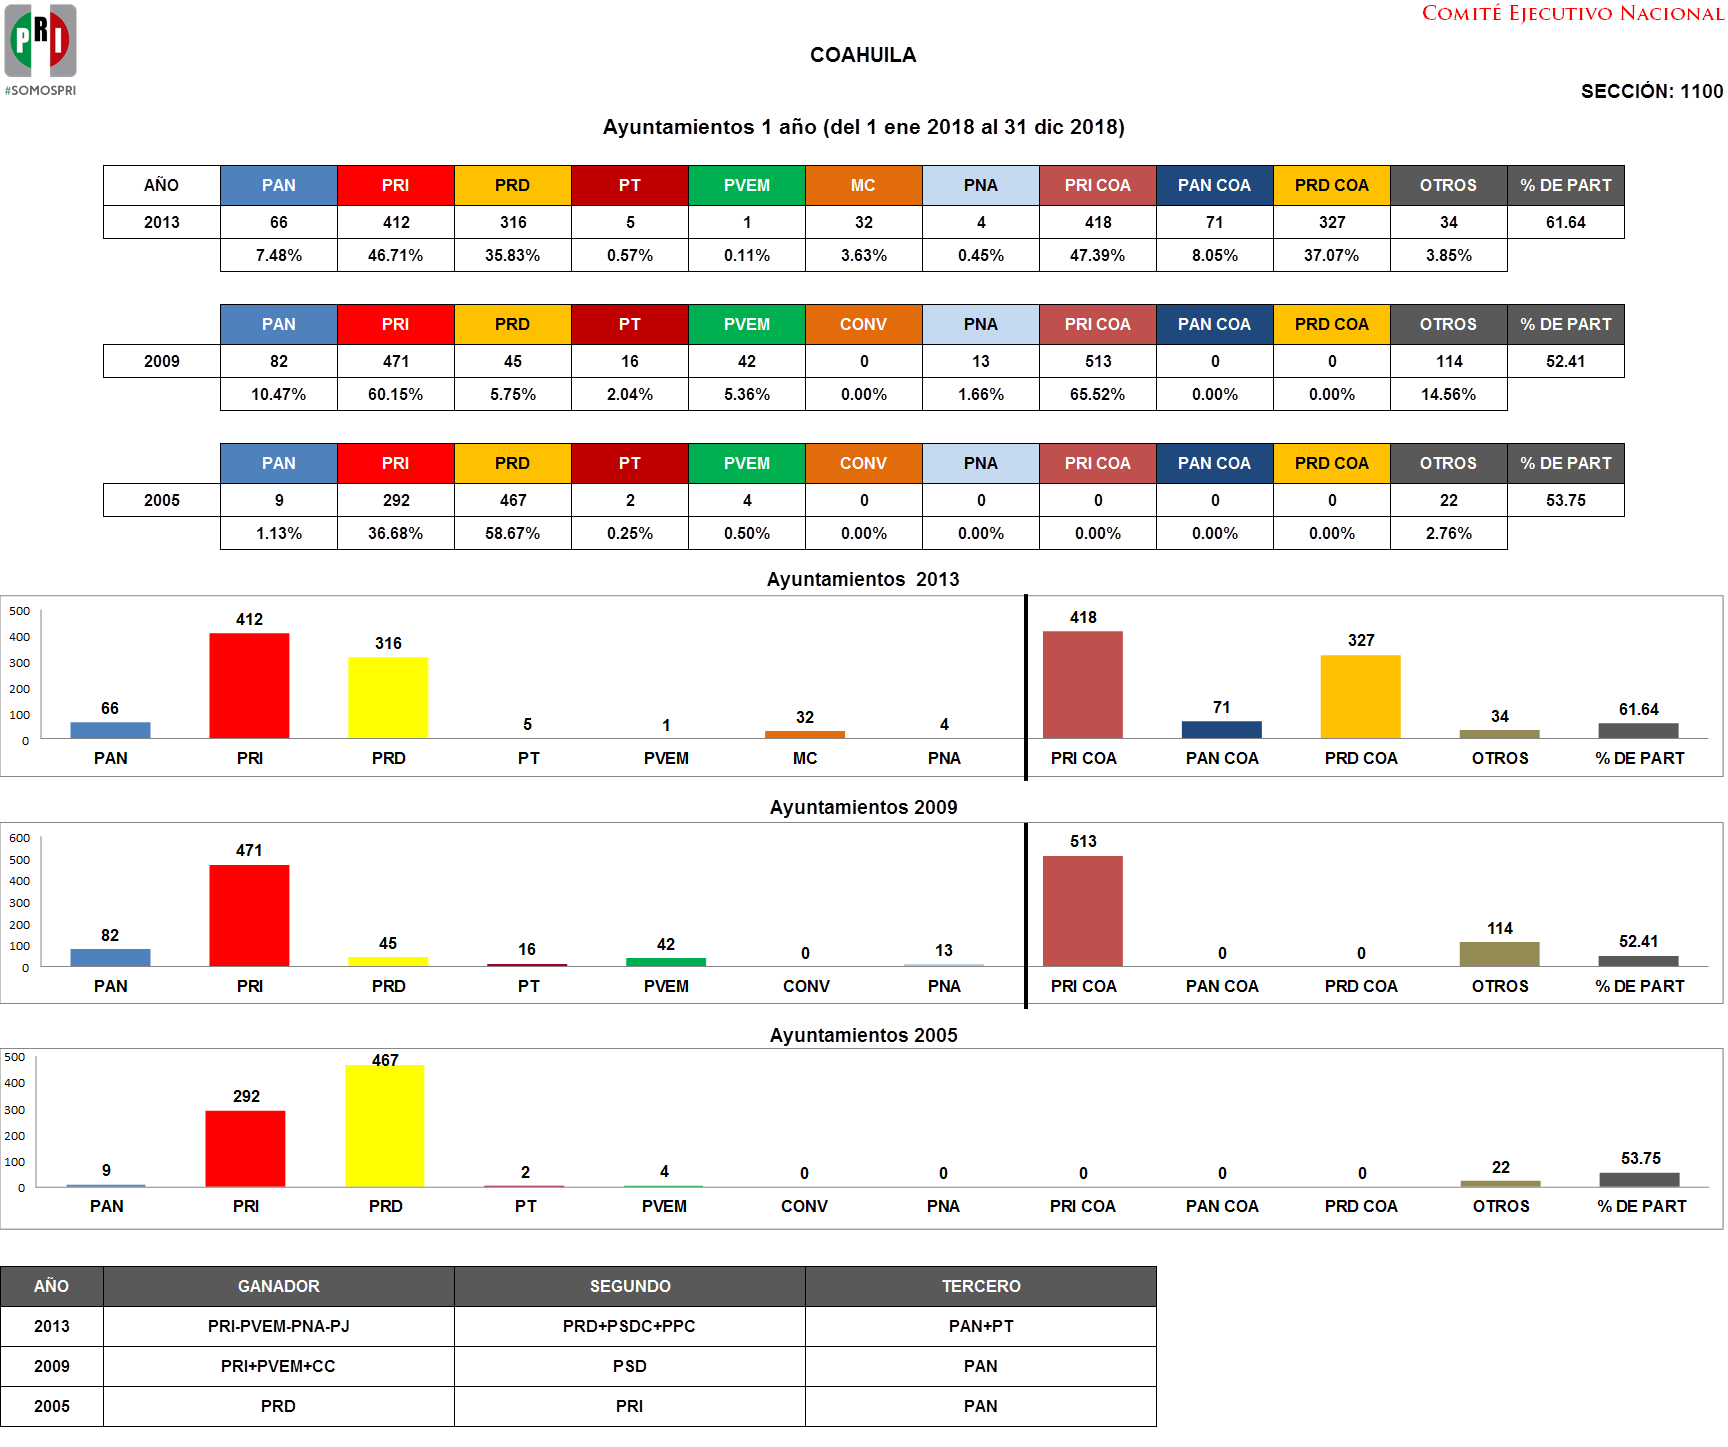 COMITÉ EJECUTIVO NACIONAL
PRI
#SOMOSPRI
COAHUILA
SECCIÓN: 1100
Ayuntamientos 1 año (del 1 ene 2018 al 31 dic 2018)
AÑO PAN PRI PRD PT PVEM MC PNA PRI COA PAN COA PRD COA OTROS % DE PART
2013 66 412 316 5 1 32 4 418 71 327 34 61.64
7.48% 46.71% 35.83% 0.57% 0.11% 3.63% 0.45% 47.39% 8.05% 37.07% 3.85%
PAN PRI PRD PT PVEM CONV PNA PRI COA PAN COA PRD COA OTROS % DE PART
2009 82 471 45 16 42 0 13 513 0 0 114 52.41
10.47% 60.15% 5.75% 2.04% 5.36% 0.00% 1.66% 65.52% 0.00% 0.00% 14.56%
PAN PRI PRD PT PVEM CONV PNA PRI COA PAN COA PRD COA OTROS % DE PART
2005 9 292 467 2 4 0 0 0 0 0 22 53.75
1.13% 36.68% 58.67% 0.25% 0.50% 0.00% 0.00% 0.00% 0.00% 0.00% 2.76%
Ayuntamientos 2013
500
400
300
200
100
0
66 412 316 5 1 32 4 418 71 327 34 61.64
PAN PRI PRD PT PVEM MC PNA PRI COA PAN COA PRD COA OTROS % DE PART
Ayuntamientos 2009
600
500
400
300
200
100
0
82 471 45 16 42 0 13 513 0 0 114 52.41
PAN PRI PRD PT PVEM CONV PNA PRI COA PAN COA PRD COA OTROS % DE PART
Ayuntamientos 2005
500
400
300
200
100
0
9 292 467 2 4 0 0 0 0 0 22 53.75
PAN PRI PRD PT PVEM CONV PNA PRI COA PAN COA PRD COA OTROS % DE PART
AÑO GANADOR SEGUNDO TERCERO
2013 PRI-PVEM-PNA-PJ PRD+PSDC+PPC PAN+PT
2009 PRI+PVEM+CC PSD PAN
2005 PRD PRI PAN